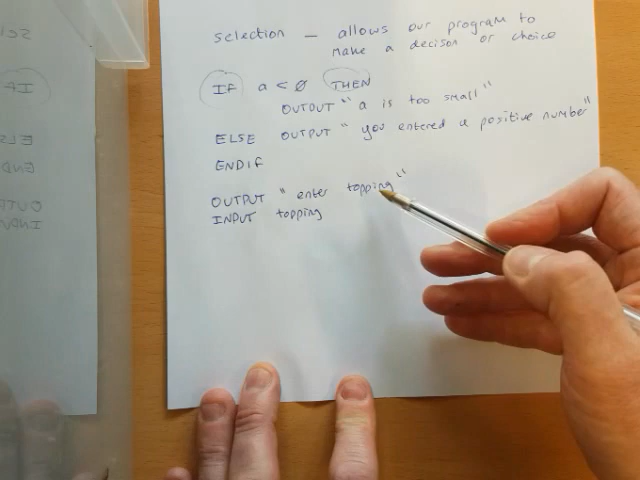 selection — allows our program to
make a decison or choice
IF a < 0 THEN
OUTPUT "a is too small"
ELSE OUTPUT "you entered a positive number"
ENDIF
OUTPUT "enter topping"
INPUT topping